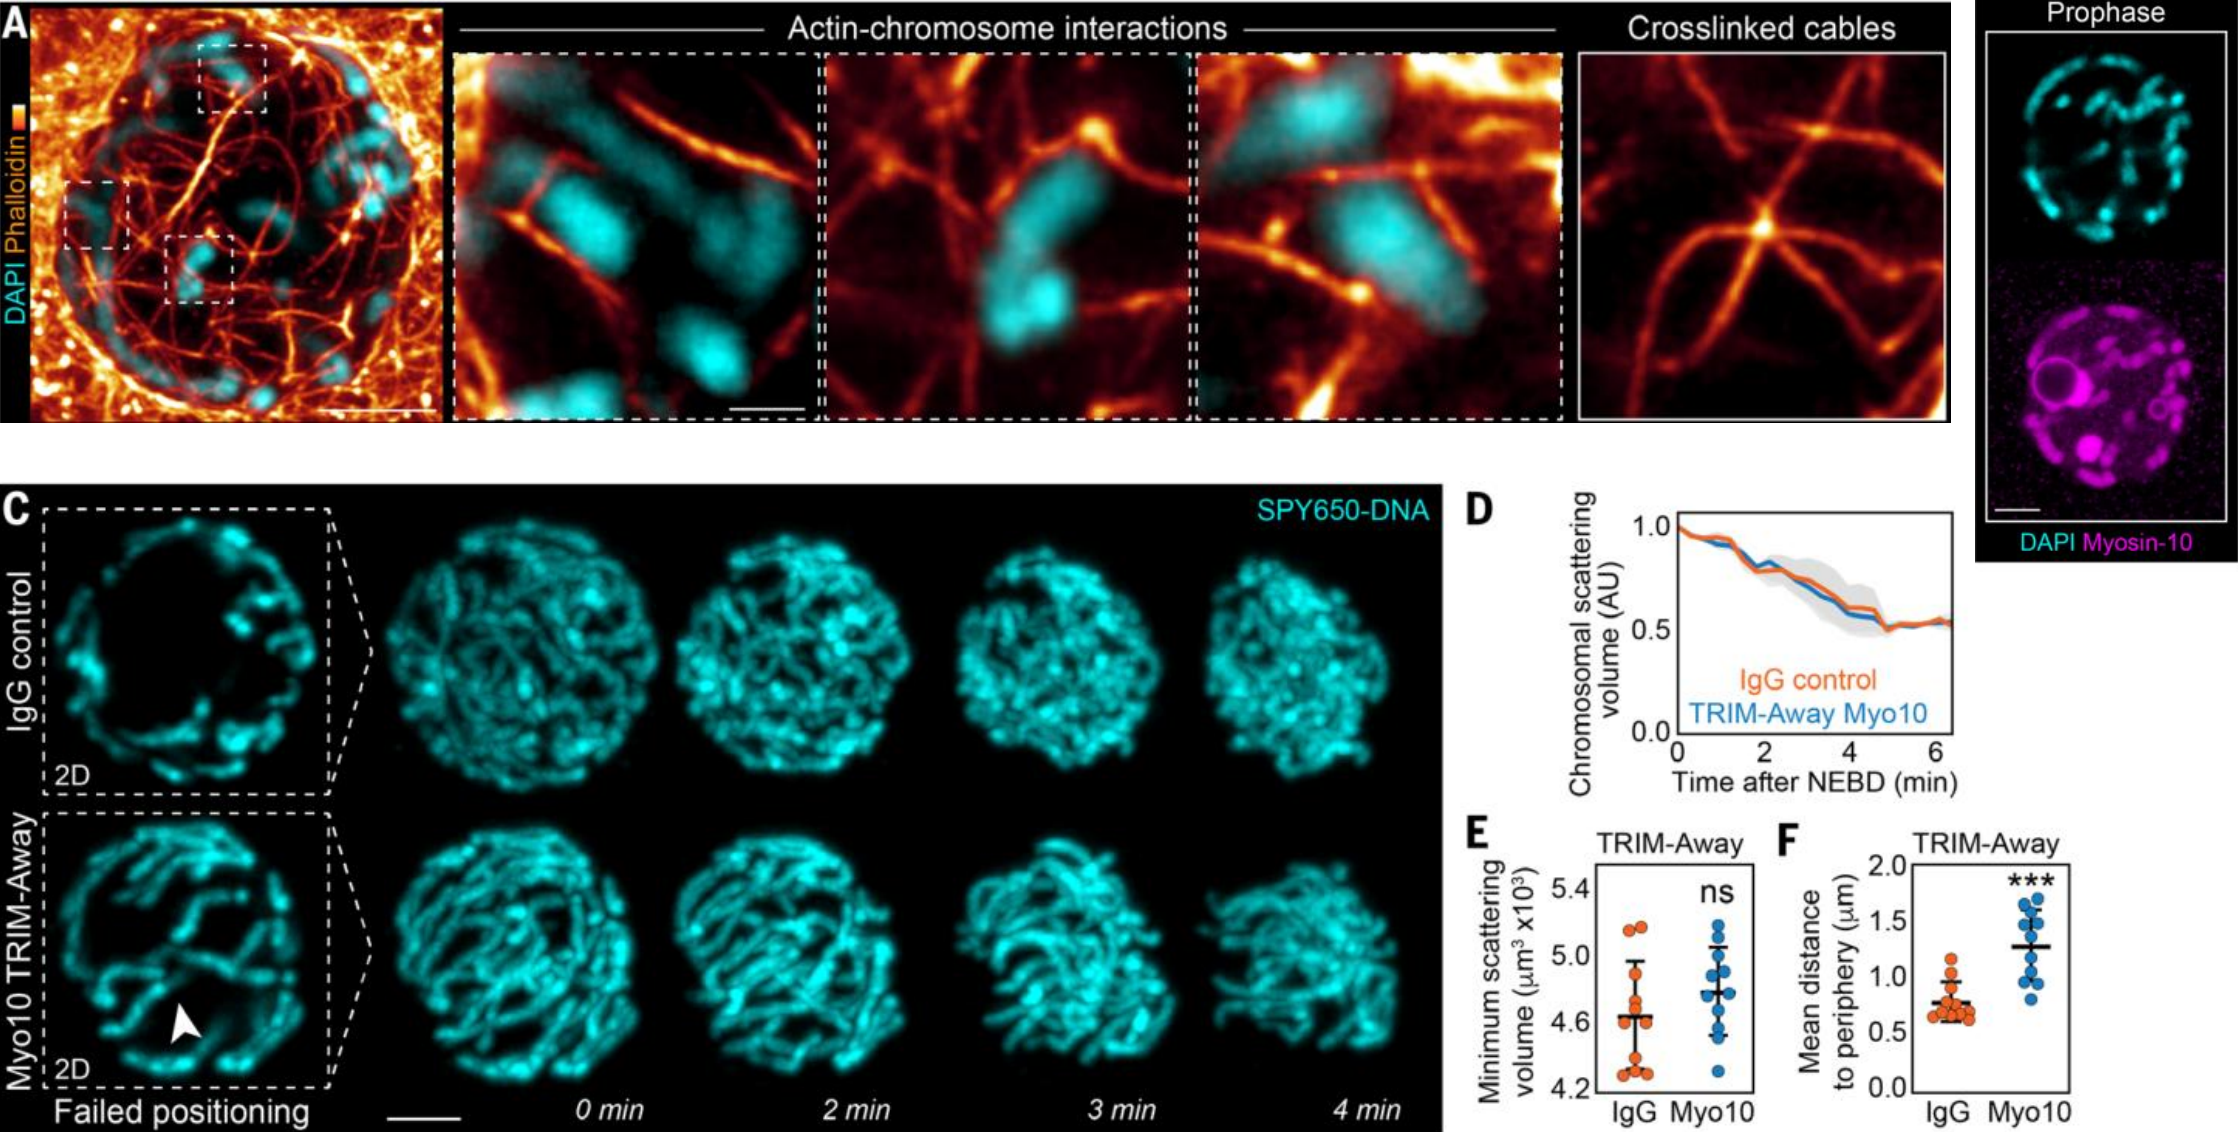 A
DAPI Phalloidin
Actin-chromosome interactions
Crosslinked cables
Prophase
DAPI Myosin-10
C
SPY650-DNA
IgG control
2D
Myo10 TRIM-Away
2D
Failed positioning
0 min
2 min
3 min
4 min
D
Chromosomal scattering
volume (AU)
1.0
0.5
0.0
IgG control
TRIM-Away Myo10
0 2 4 6
Time after NEBD (min)
E
TRIM-Away
Minimum scattering
volume (μm³ x10³)
5.4
5.0
4.6
4.2
ns
IgG Myo10
F
TRIM-Away
Mean distance
to periphery (μm)
2.0
1.5
1.0
0.5
0.0
***
IgG Myo10